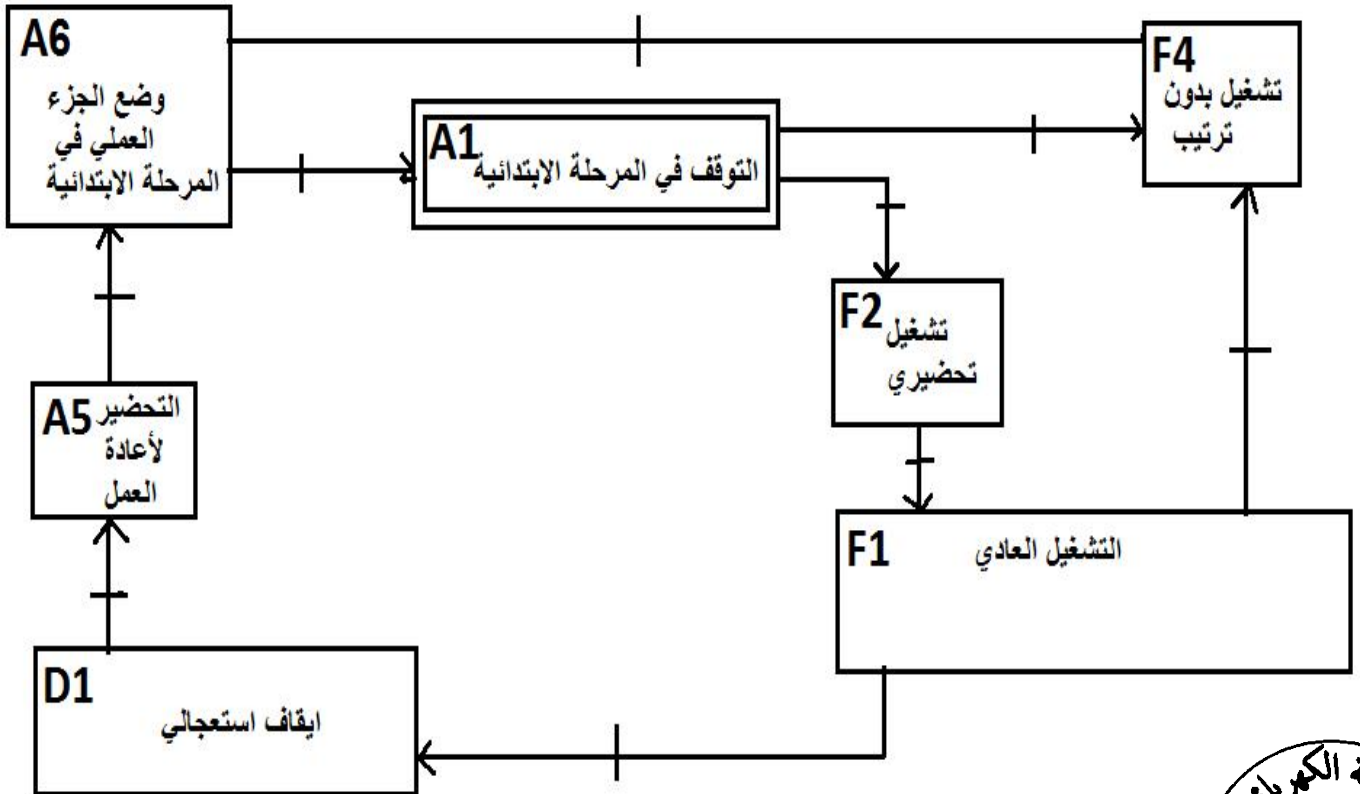 A6
وضع الجزء
العملي في
المرحلة الابتدائية
A1
التوقف في المرحلة الابتدائية
F4
تشغيل بدون
ترتيب
F2
تشغيل
تحضيري
A5
التحضير
لأعادة
العمل
F1
التشغيل العادي
D1
ايقاف استعجالي